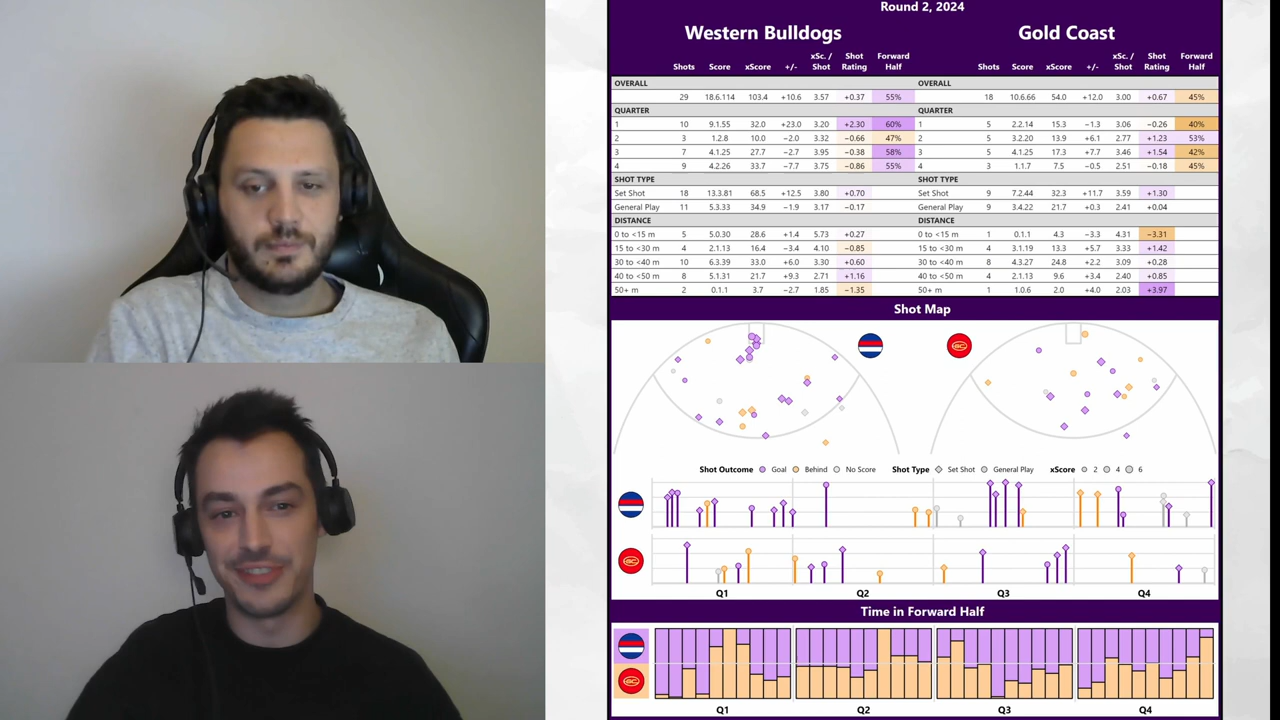 Round 2, 2024
Western Bulldogs Gold Coast
Shots Score xScore +/- xSc. / Shot Shot Rating Forward Half Shots Score xScore +/- xSc. / Shot Shot Rating Forward Half
OVERALL OVERALL
29 18.6.114 103.4 +10.6 3.57 +0.37 55% 18 10.6.66 54.0 +12.0 3.00 +0.67 45%
QUARTER QUARTER
1 10 9.1.55 32.0 +23.0 3.20 +2.30 60% 1 5 2.2.14 15.3 −1.3 3.06 −0.26 40%
2 3 1.2.8 10.0 −2.0 3.32 −0.66 47% 2 5 3.2.20 13.9 +6.1 2.77 +1.23 53%
3 7 4.1.25 27.7 −2.7 3.95 −0.38 58% 3 5 4.1.25 17.3 +7.7 3.46 +1.54 42%
4 9 4.2.26 33.7 −7.7 3.75 −0.86 55% 4 3 1.1.7 7.5 −0.5 2.51 −0.18 45%
SHOT TYPE SHOT TYPE
Set Shot 18 13.3.81 68.5 +12.5 3.80 +0.70 Set Shot 9 7.2.44 32.3 +11.7 3.59 +1.30
General Play 11 5.3.33 34.9 −1.9 3.17 −0.17 General Play 9 3.4.22 21.7 +0.3 2.41 +0.04
DISTANCE DISTANCE
0 to <15 m 5 5.0.30 28.6 +1.4 5.73 +0.27 0 to <15 m 1 0.1.1 4.3 −3.3 4.31 −3.31
15 to <30 m 4 2.1.13 16.4 −3.4 4.10 −0.85 15 to <30 m 4 3.1.19 13.3 +5.7 3.33 +1.42
30 to <40 m 10 6.3.39 33.0 +6.0 3.30 +0.60 30 to <40 m 8 4.3.27 24.8 +2.2 3.09 +0.28
40 to <50 m 8 5.1.31 21.7 +9.3 2.71 +1.16 40 to <50 m 4 2.1.13 9.6 +3.4 2.40 +0.85
50+ m 2 0.1.1 3.7 −2.7 1.85 −1.35 50+ m 1 1.0.6 2.0 +4.0 2.03 +3.97
Shot Map
Shot Outcome Goal Behind No Score Shot Type Set Shot General Play xScore 2 4 6
Q1 Q2 Q3 Q4
Time in Forward Half
Q1 Q2 Q3 Q4